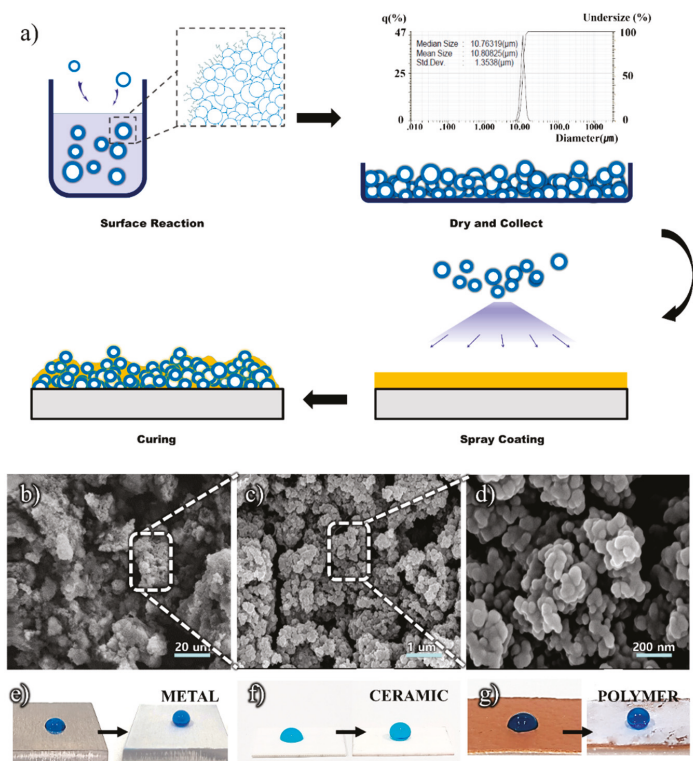 a)
q(%)
Undersize (%)
47
100
Median Size : 10.76319(μm)
Mean Size : 10.80825(μm)
Std.Dev. : 1.3538(μm)
25
50
0
0
.010 .100 1,000 10,00 100.0 1000
Diameter(μm)
Surface Reaction
Dry and Collect
Curing
Spray Coating
b)
c)
d)
20 um
1 um
200 nm
e)
METAL
f)
CERAMIC
g)
POLYMER